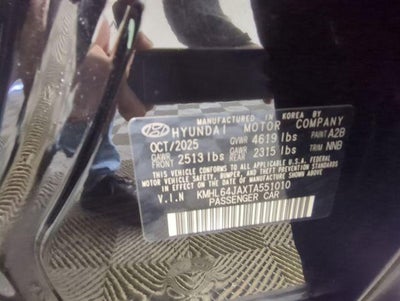 MANUFACTURED IN KOREA BY
HYUNDAI MOTOR COMPANY
OCT/2025 GVWR 4619 lbs PAINT A2B
GAWR FRONT 2513 lbs GAWR REAR 2315 lbs TRIM NNB
THIS VEHICLE CONFORMS TO ALL APPLICABLE U.S.A. FEDERAL
MOTOR VEHICLE SAFETY, BUMPER, AND THEFT PREVENTION STANDARDS
IN EFFECT ON THE DATE OF MANUFACTURE SHOWN ABOVE.
V.I.N KMHL64JAXTA551010
PASSENGER CAR